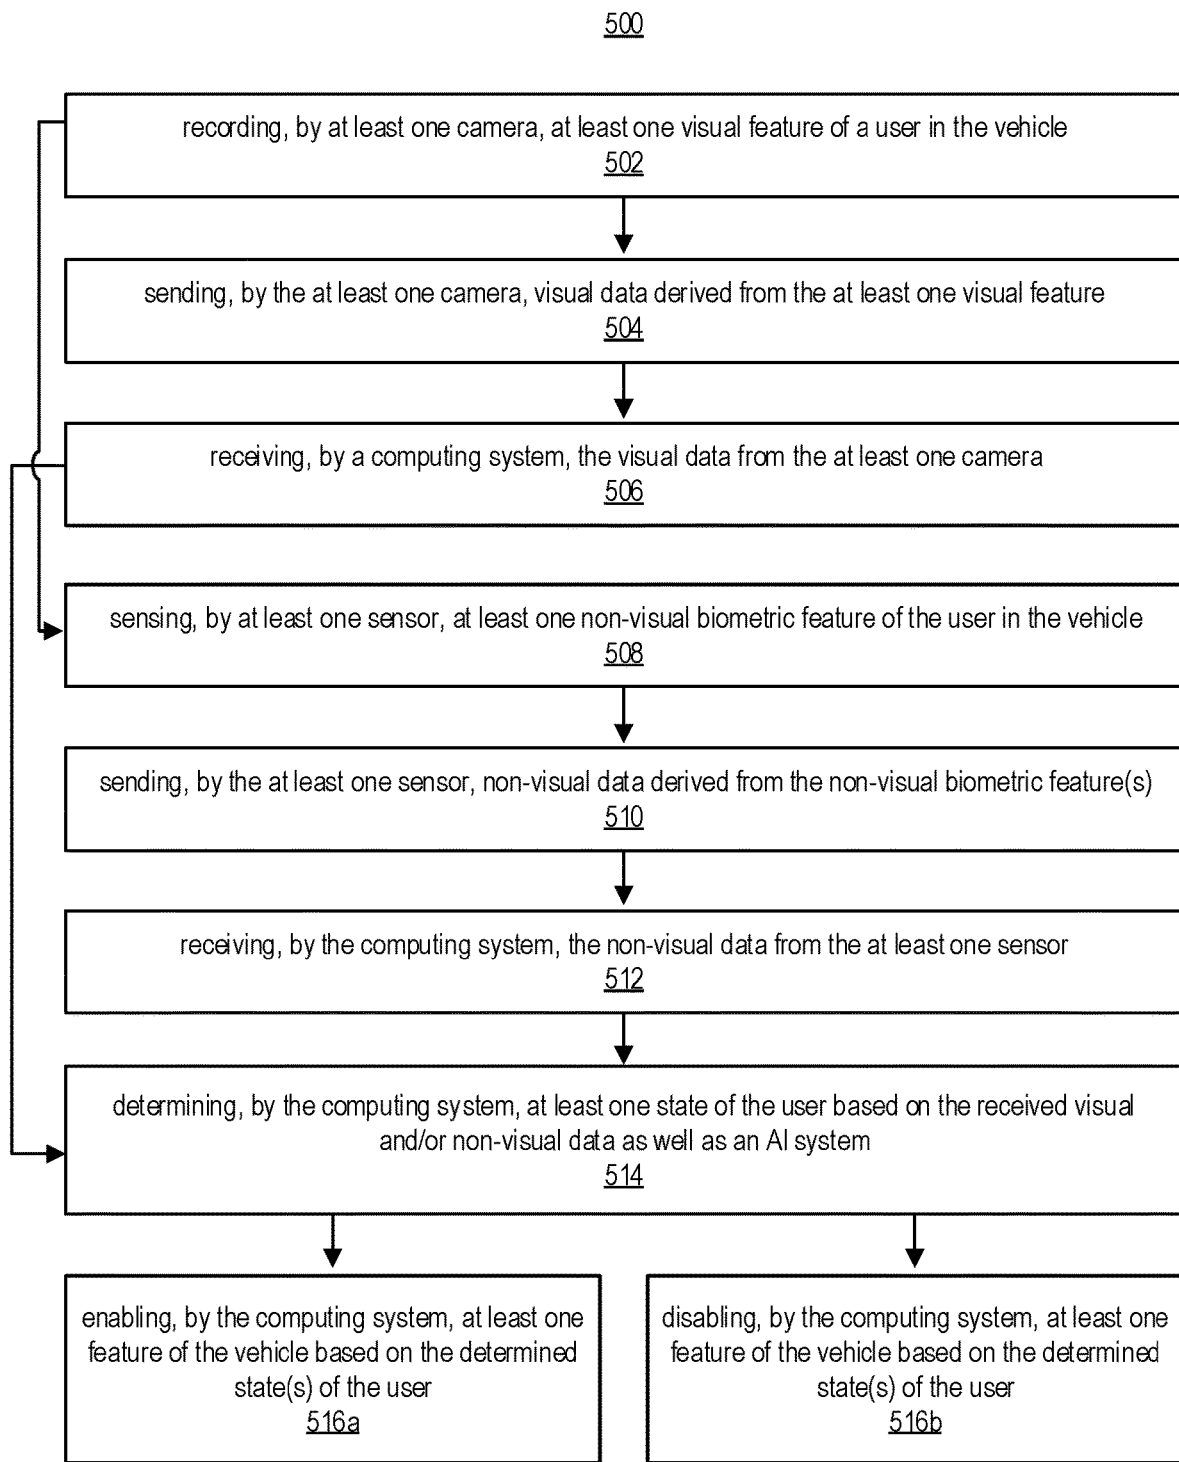 500
recording, by at least one camera, at least one visual feature of a user in the vehicle
502
sending, by the at least one camera, visual data derived from the at least one visual feature
504
receiving, by a computing system, the visual data from the at least one camera
506
sensing, by at least one sensor, at least one non-visual biometric feature of the user in the vehicle
508
sending, by the at least one sensor, non-visual data derived from the non-visual biometric feature(s)
510
receiving, by the computing system, the non-visual data from the at least one sensor
512
determining, by the computing system, at least one state of the user based on the received visual
and/or non-visual data as well as an AI system
514
enabling, by the computing system, at least one
feature of the vehicle based on the determined
state(s) of the user
516a
disabling, by the computing system, at least one
feature of the vehicle based on the determined
state(s) of the user
516b